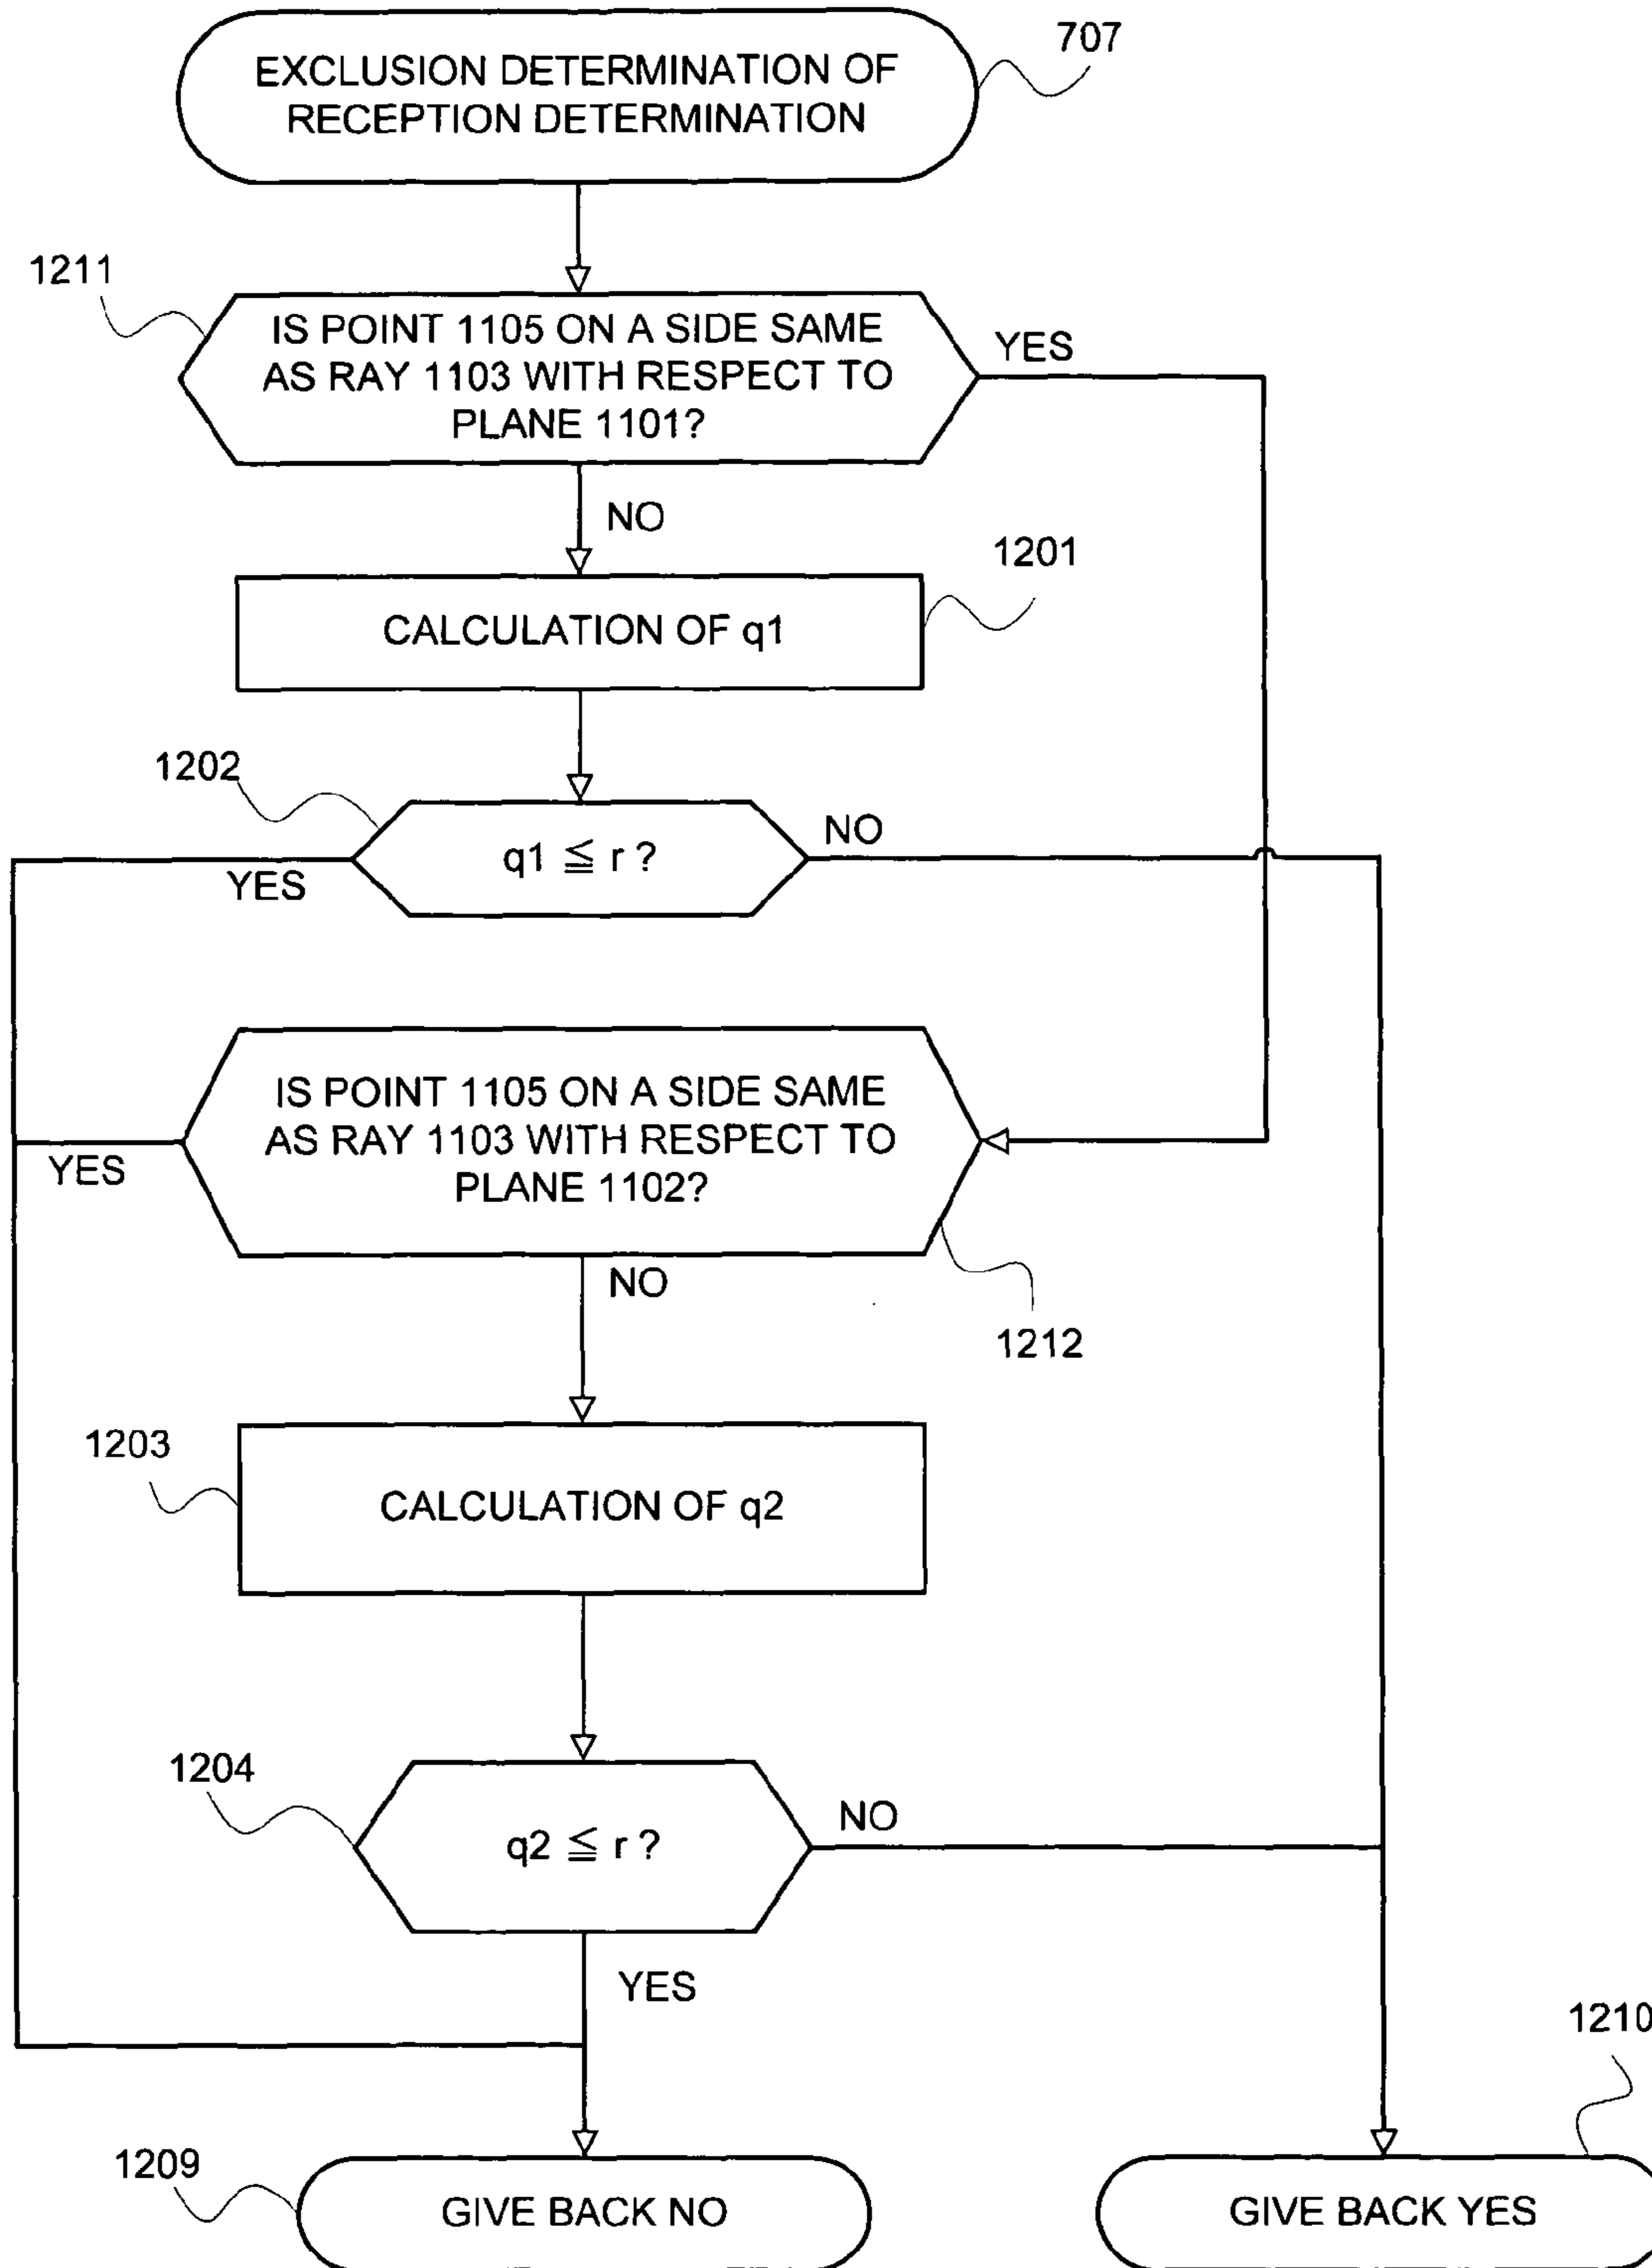 707
EXCLUSION DETERMINATION OF
RECEPTION DETERMINATION
1211
IS POINT 1105 ON A SIDE SAME
AS RAY 1103 WITH RESPECT TO
PLANE 1101?
YES
NO
1201
CALCULATION OF q1
1202
q1 ≦ r ?
NO
YES
IS POINT 1105 ON A SIDE SAME
AS RAY 1103 WITH RESPECT TO
PLANE 1102?
YES
NO
1212
1203
CALCULATION OF q2
1204
q2 ≦ r ?
NO
YES
1210
1209
GIVE BACK NO
GIVE BACK YES